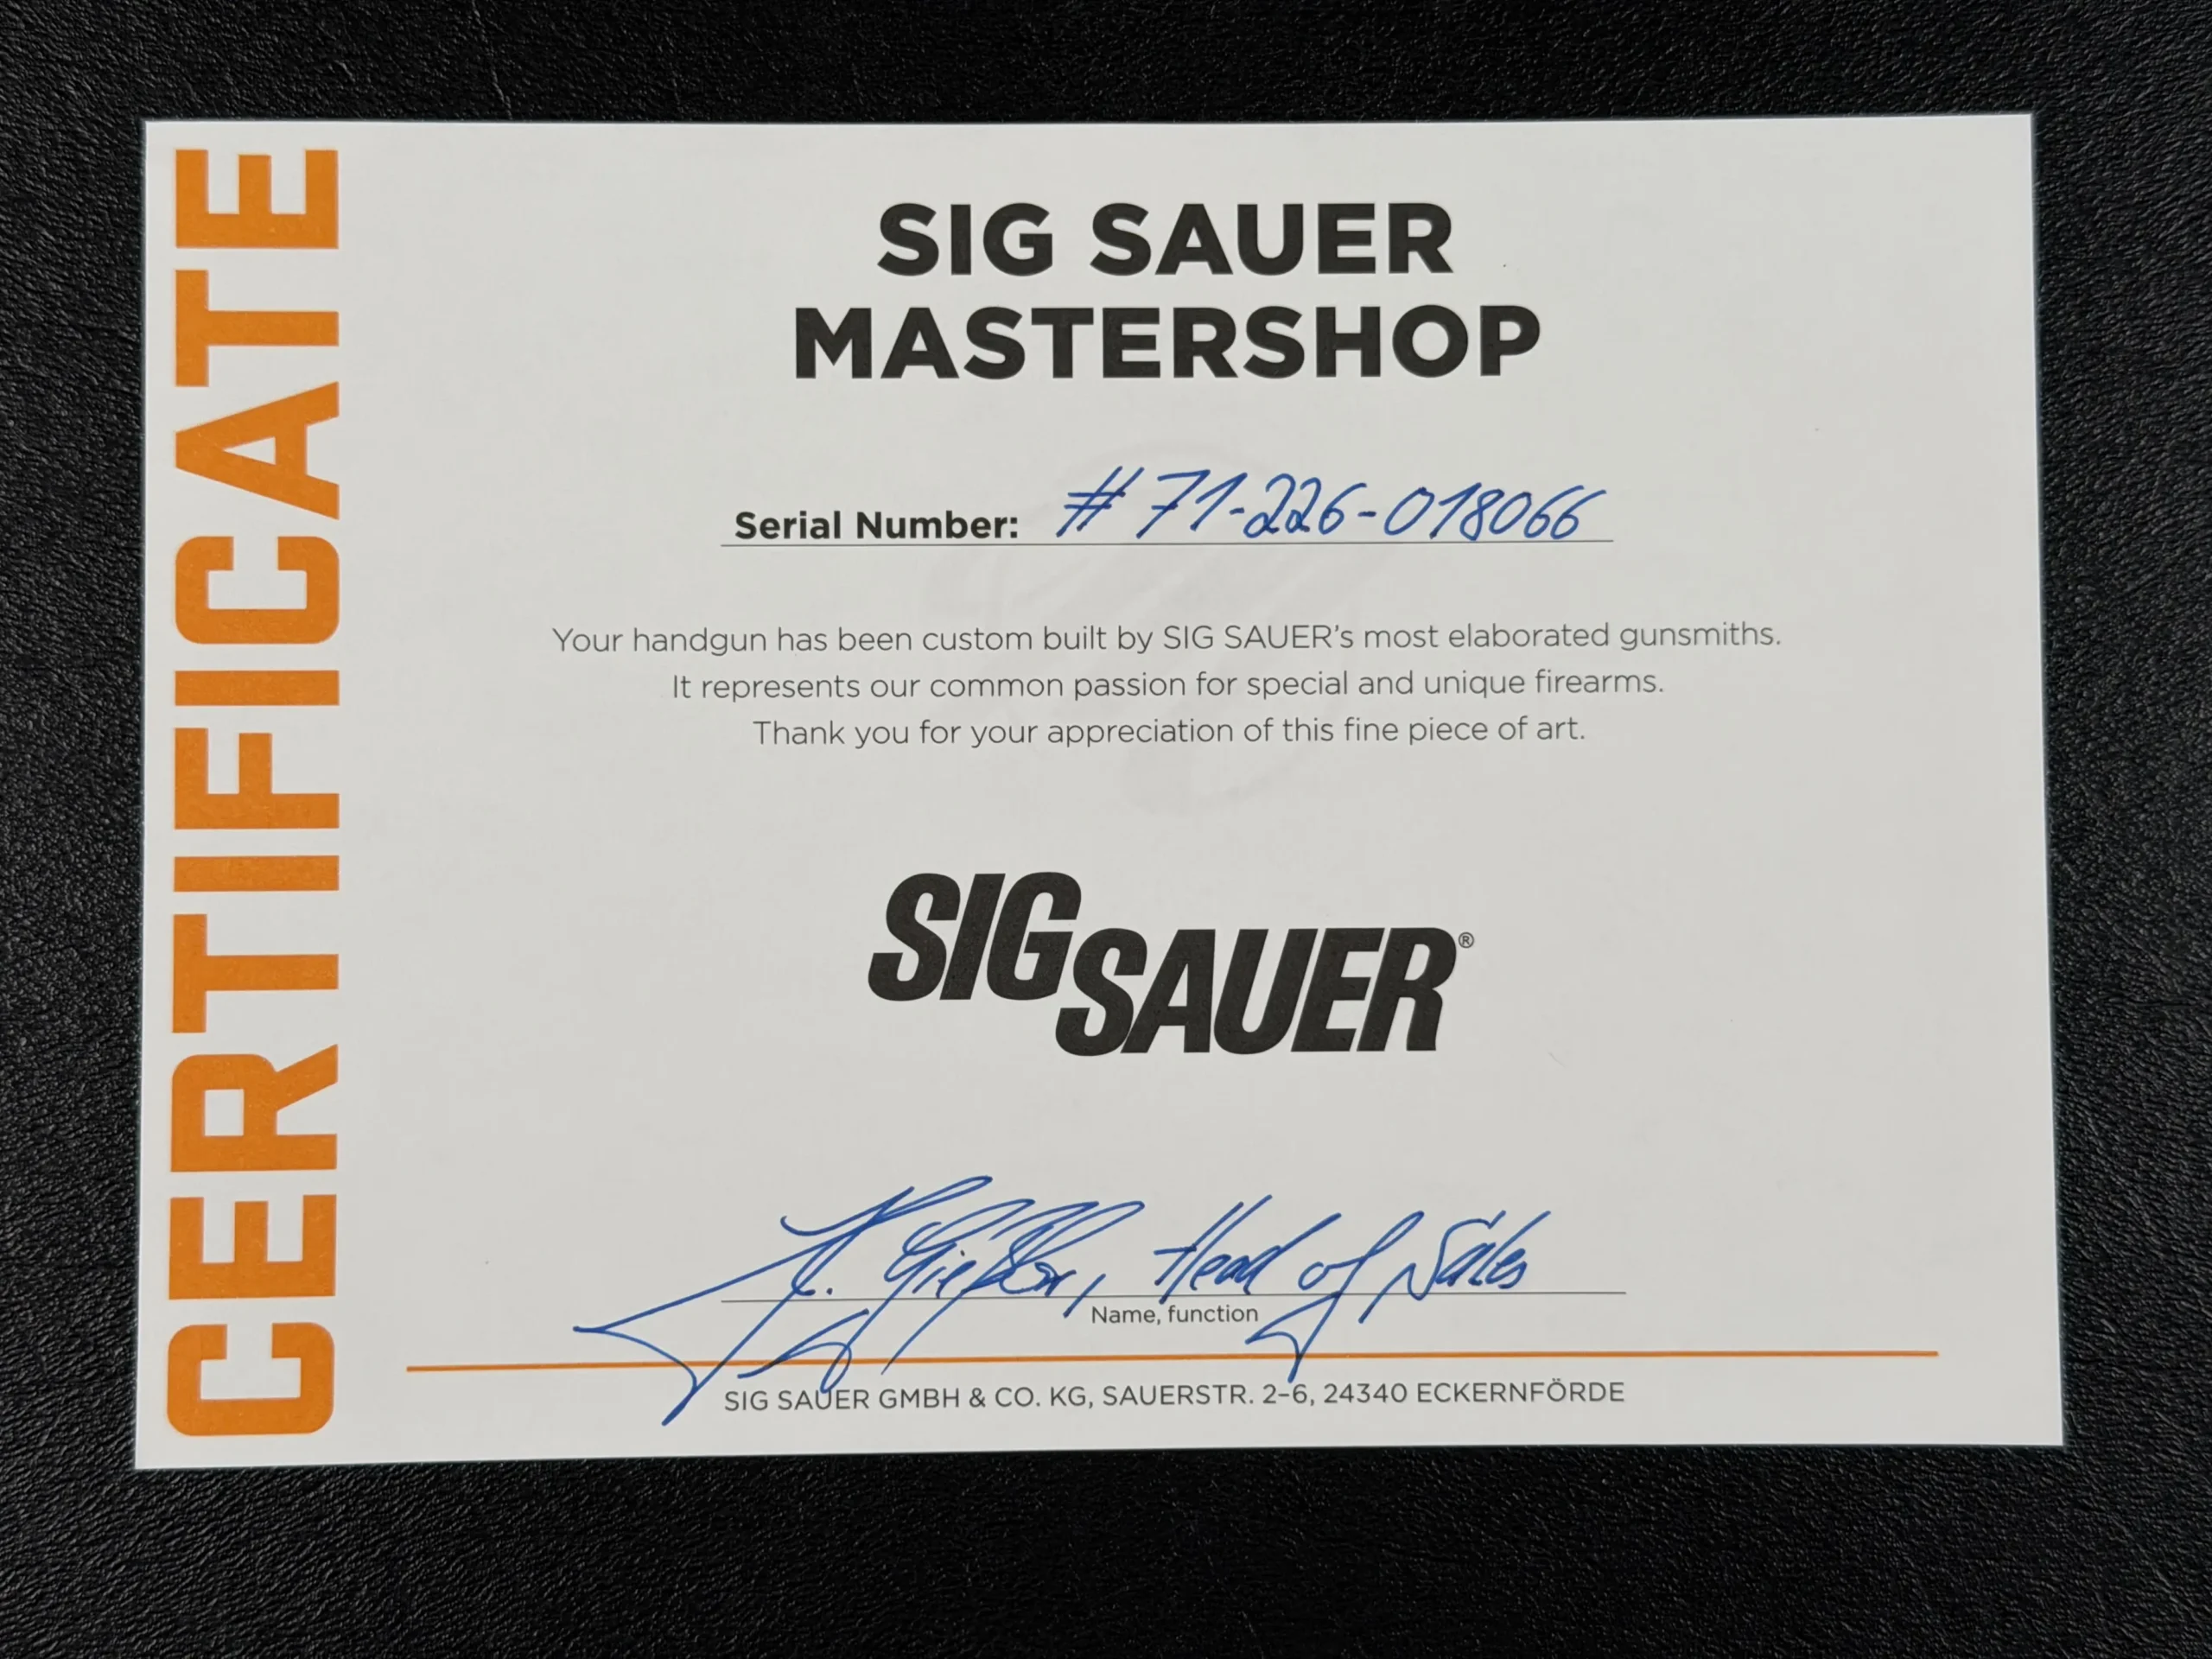 CERTIFICATE
SIG SAUER
MASTERSHOP
Serial Number: #71-226-018066
Your handgun has been custom built by SIG SAUER's most elaborated gunsmiths.
It represents our common passion for special and unique firearms.
Thank you for your appreciation of this fine piece of art.
SIG SAUER®
Head of Sales
Name, function
SIG SAUER GMBH & CO. KG, SAUERSTR. 2–6, 24340 ECKERNFÖRDE